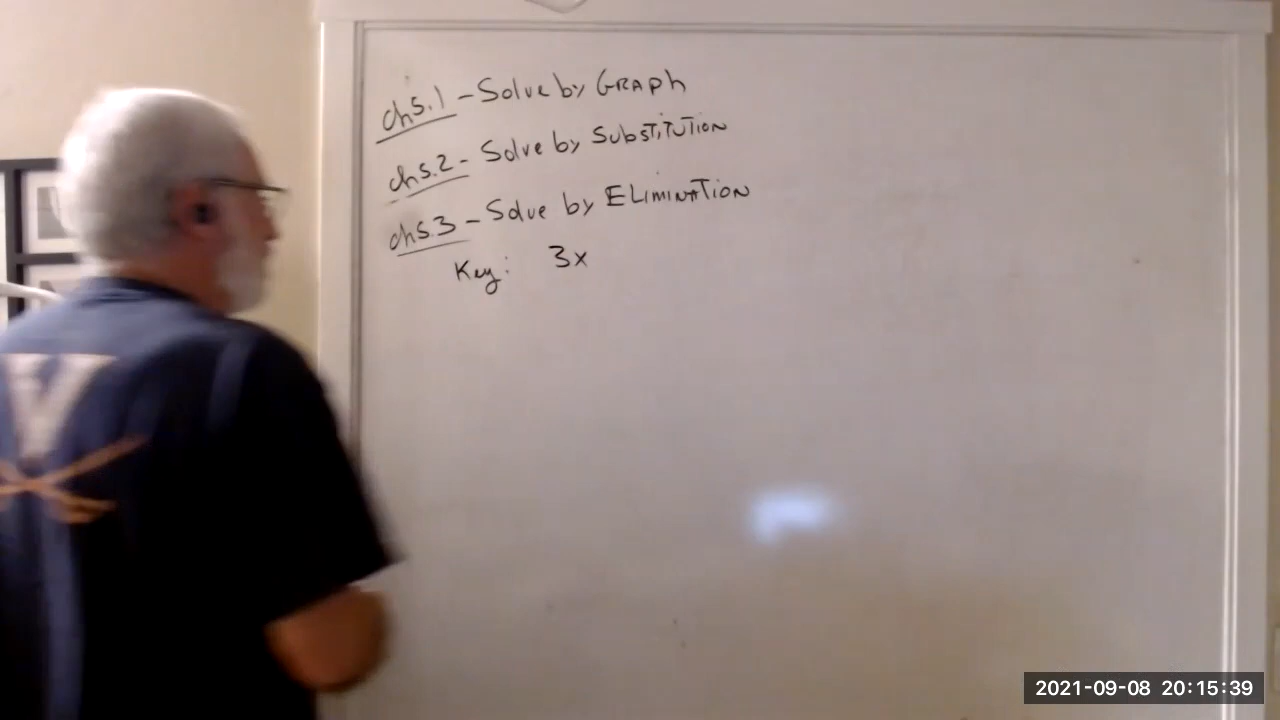 ch5.1 - Solve by GRAPh
ch5.2 - Solve by SUBSTiTUTioN
ch5.3 - Solve by ELiMiNATioN
Key: 3x
V
2021-09-08 20:15:39